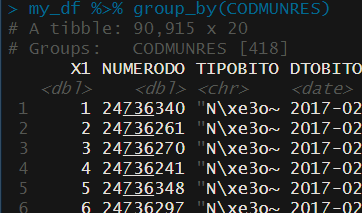 > my_df %>% group_by(CODMUNRES)
# A tibble: 90,915 x 20
# Groups: CODMUNRES [418]
X1 NUMERODO TIPOBITO DTOBITO
<dbl> <dbl> <chr> <date>
1 1 24736340 "N\xe3o~ 2017-02
2 2 24736261 "N\xe3o~ 2017-02
3 3 24736270 "N\xe3o~ 2017-02
4 4 24736241 "N\xe3o~ 2017-02
5 5 24736348 "N\xe3o~ 2017-02
6 6 24736297 "N\xe3o~ 2017-02